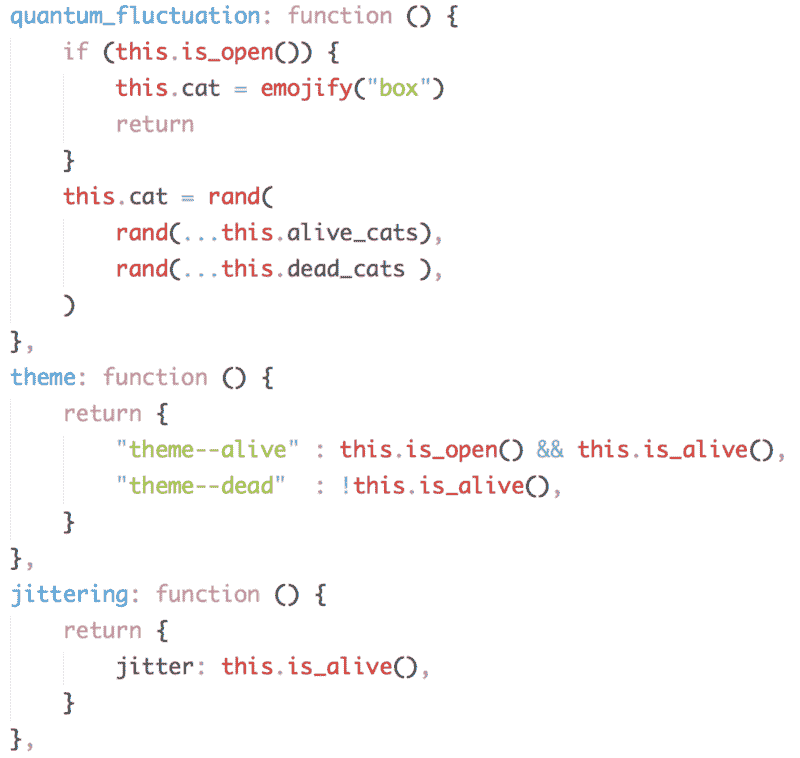 quantum_fluctuation: function () {
    if (this.is_open()) {
        this.cat = emojify("box")
        return
    }
    this.cat = rand(
        rand(...this.alive_cats),
        rand(...this.dead_cats ),
    )
},
theme: function () {
    return {
        "theme--alive" : this.is_open() && this.is_alive(),
        "theme--dead"  : !this.is_alive(),
    }
},
jittering: function () {
    return {
        jitter: this.is_alive(),
    }
},